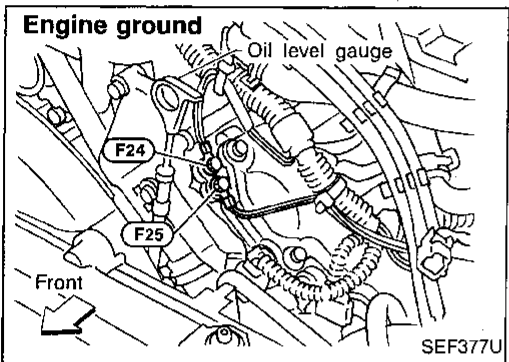 Engine ground
Oil level gauge
F24
F25
Front
SEF377U